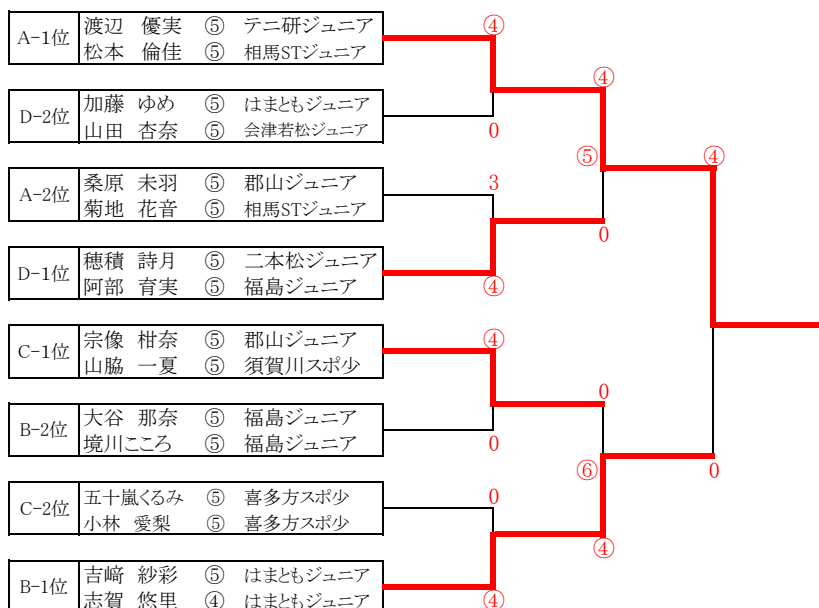 A-1位 渡辺 優実 ⑤ テニ研ジュニア
松本 倫佳 ⑤ 相馬STジュニア
④
④
D-2位 加藤 ゆめ ⑤ はまともジュニア
山田 杏奈 ⑤ 会津若松ジュニア
0
⑤
④
A-2位 桑原 未羽 ⑤ 郡山ジュニア
菊地 花音 ⑤ 相馬STジュニア
3
0
D-1位 穂積 詩月 ⑤ 二本松ジュニア
阿部 育実 ⑤ 福島ジュニア
④
C-1位 宗像 柑奈 ⑤ 郡山ジュニア
山脇 一夏 ⑤ 須賀川スポ少
④
0
B-2位 大谷 那奈 ⑤ 福島ジュニア
境川こころ ⑤ 福島ジュニア
0
⑥
0
C-2位 五十嵐くるみ ⑤ 喜多方スポ少
小林 愛梨 ⑤ 喜多方スポ少
0
④
B-1位 吉﨑 紗彩 ⑤ はまともジュニア
志賀 悠里 ④ はまともジュニア
④